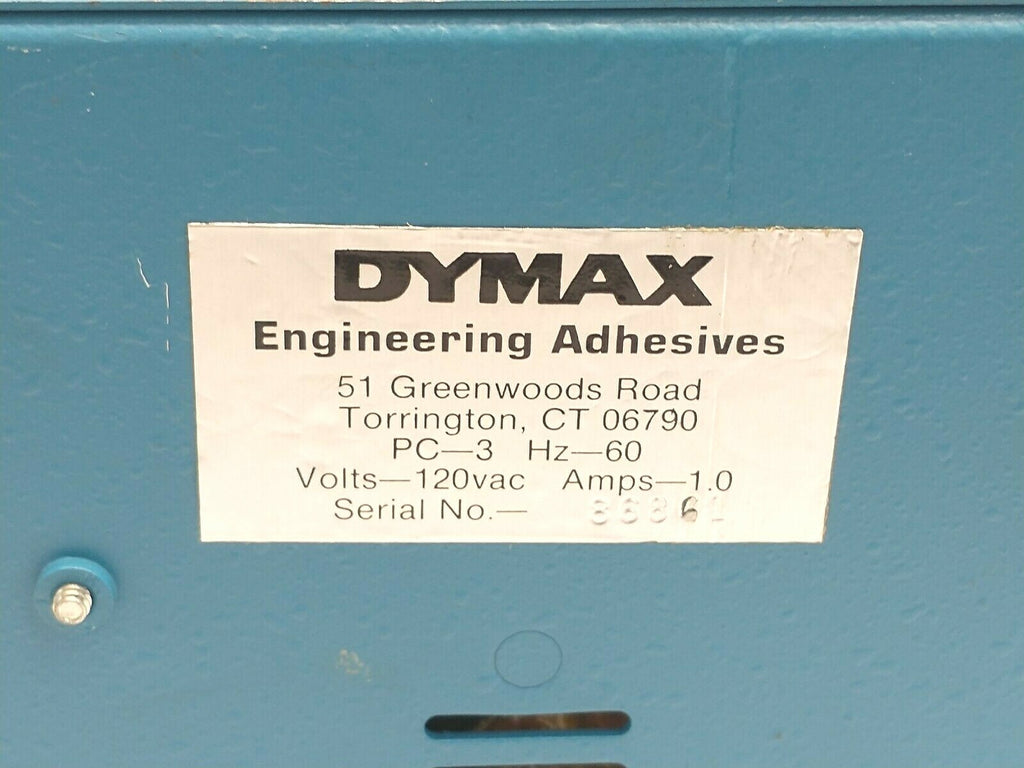 DYMAX
Engineering Adhesives
51 Greenwoods Road
Torrington, CT 06790
PC—3 Hz—60
Volts—120vac Amps—1.0
Serial No.—